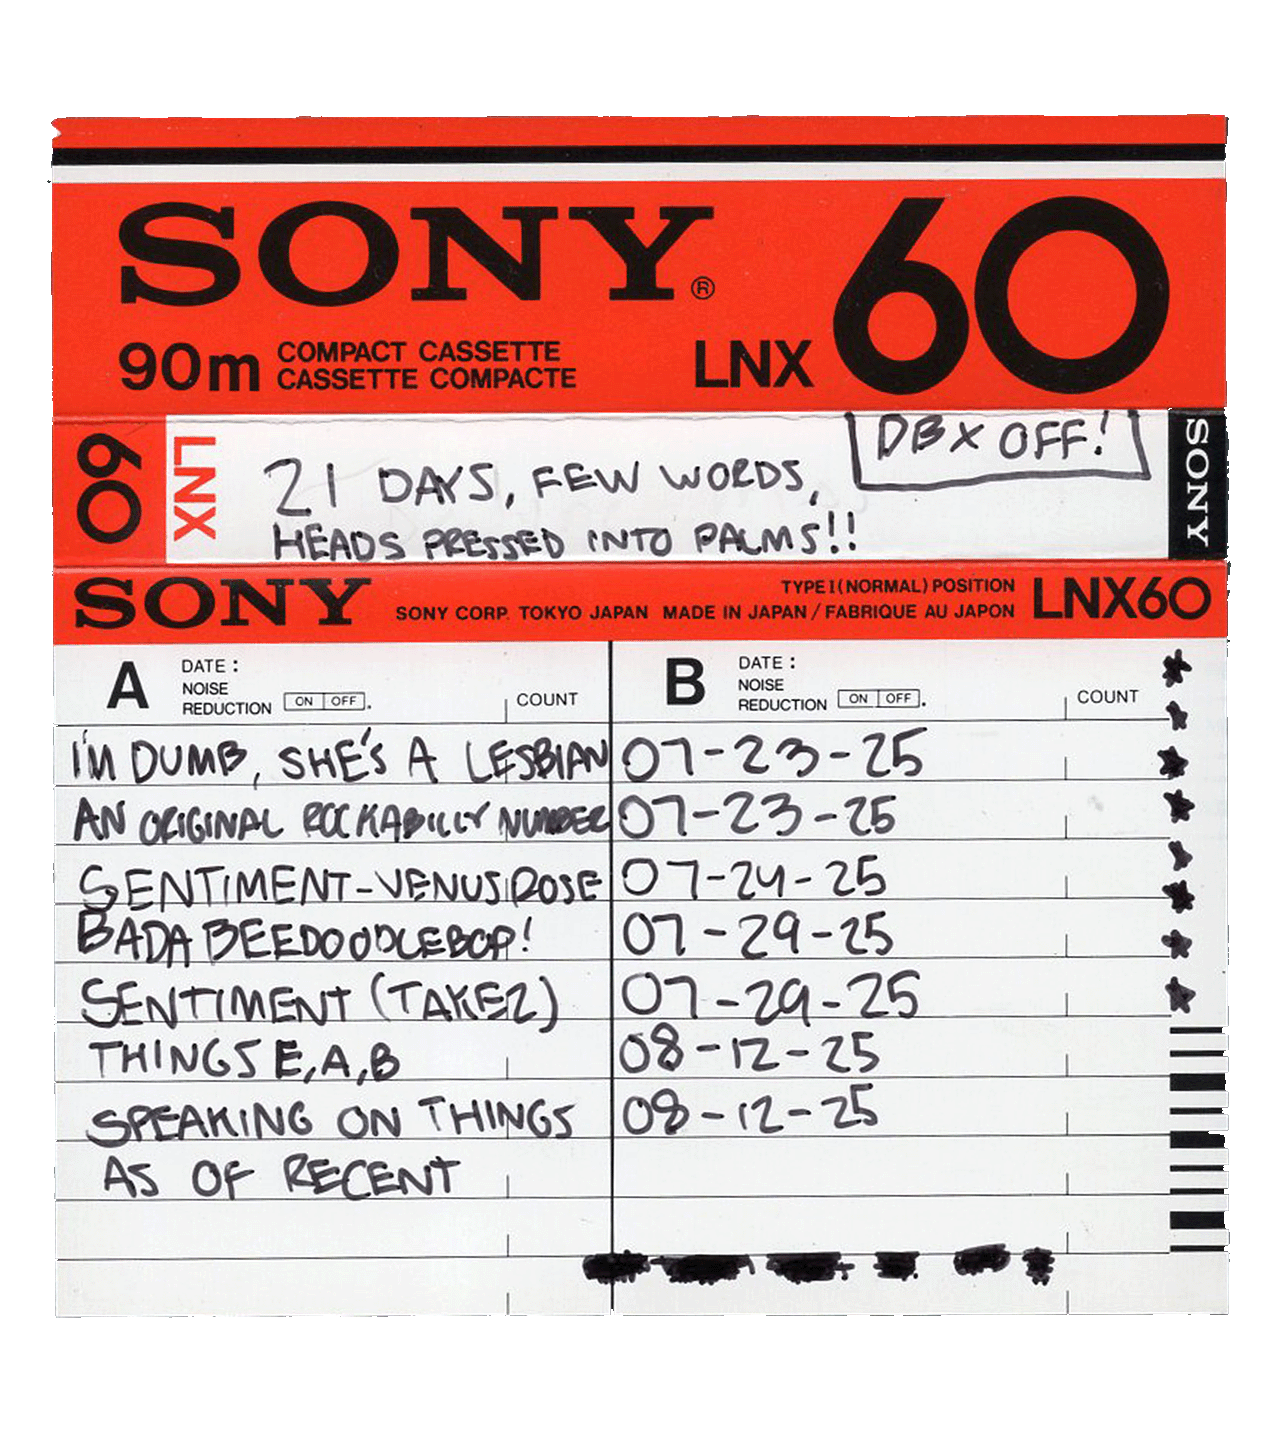 SONY® 60
90m COMPACT CASSETTE LNX
CASSETTE COMPACTE
60 LNX DBX OFF! SONY
21 DAYS, FEW WORDS,
HEADS PRESSED INTO PALMS!!
SONY TYPE I (NORMAL) POSITION LNX60
SONY CORP. TOKYO JAPAN MADE IN JAPAN / FABRIQUE AU JAPON
A DATE : B DATE :
NOISE REDUCTION ON OFF. COUNT NOISE REDUCTION ON OFF. COUNT
I'M DUMB, SHE'S A LESBIAN 07-23-25
AN ORIGINAL ROCKABILLY NUMBER 07-23-25
SENTIMENT-VENUS ROSE 07-24-25
BADA BEEDOODLEBOP! 07-29-25
SENTIMENT (TAKE2) 07-29-25
THINGS E,A,B 08-12-25
SPEAKING ON THINGS 08-12-25
AS OF RECENT